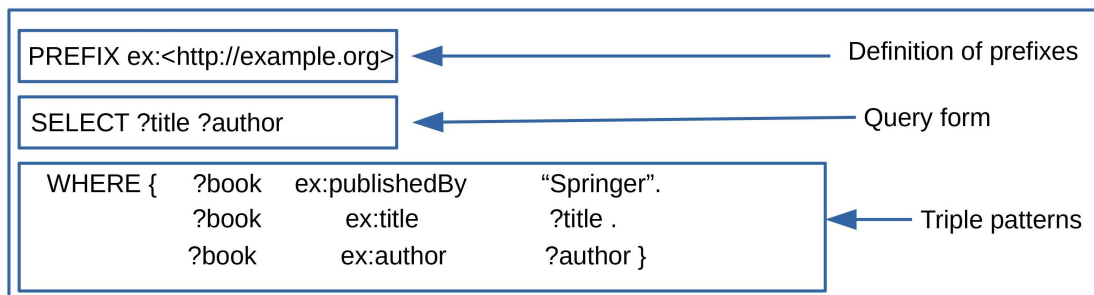 PREFIX ex:<http://example.org>
Definition of prefixes
SELECT ?title ?author
Query form
WHERE { ?book ex:publishedBy “Springer”.
?book ex:title ?title .
Triple patterns
?book ex:author ?author }